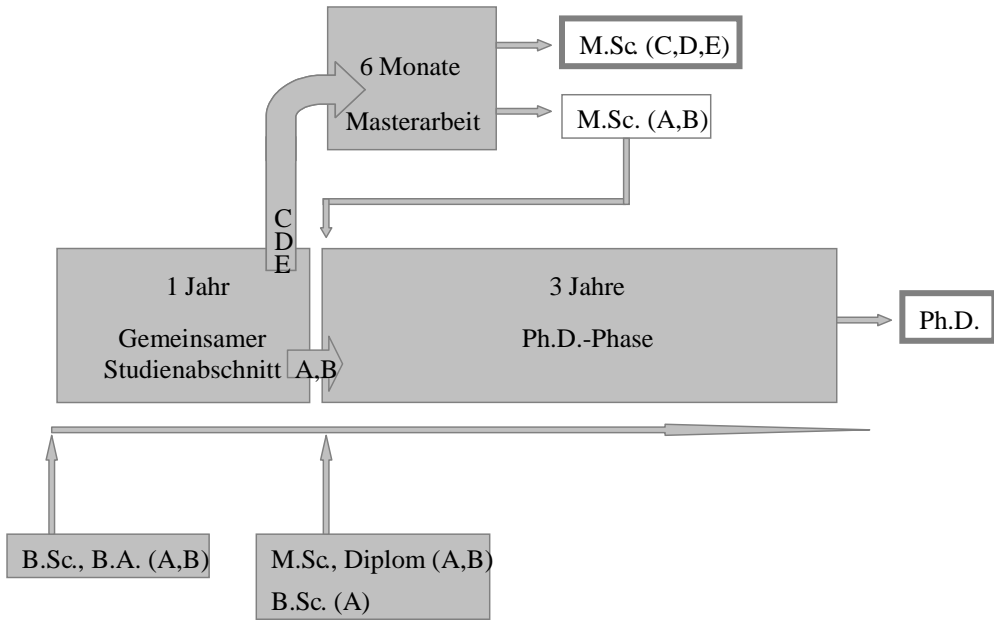 6 Monate
Masterarbeit
M.Sc. (C,D,E)
M.Sc. (A,B)
C
D
E
1 Jahr
Gemeinsamer
Studienabschnitt
A,B
3 Jahre
Ph.D.-Phase
Ph.D.
B.Sc., B.A. (A,B)
M.Sc., Diplom (A,B)
B.Sc. (A)